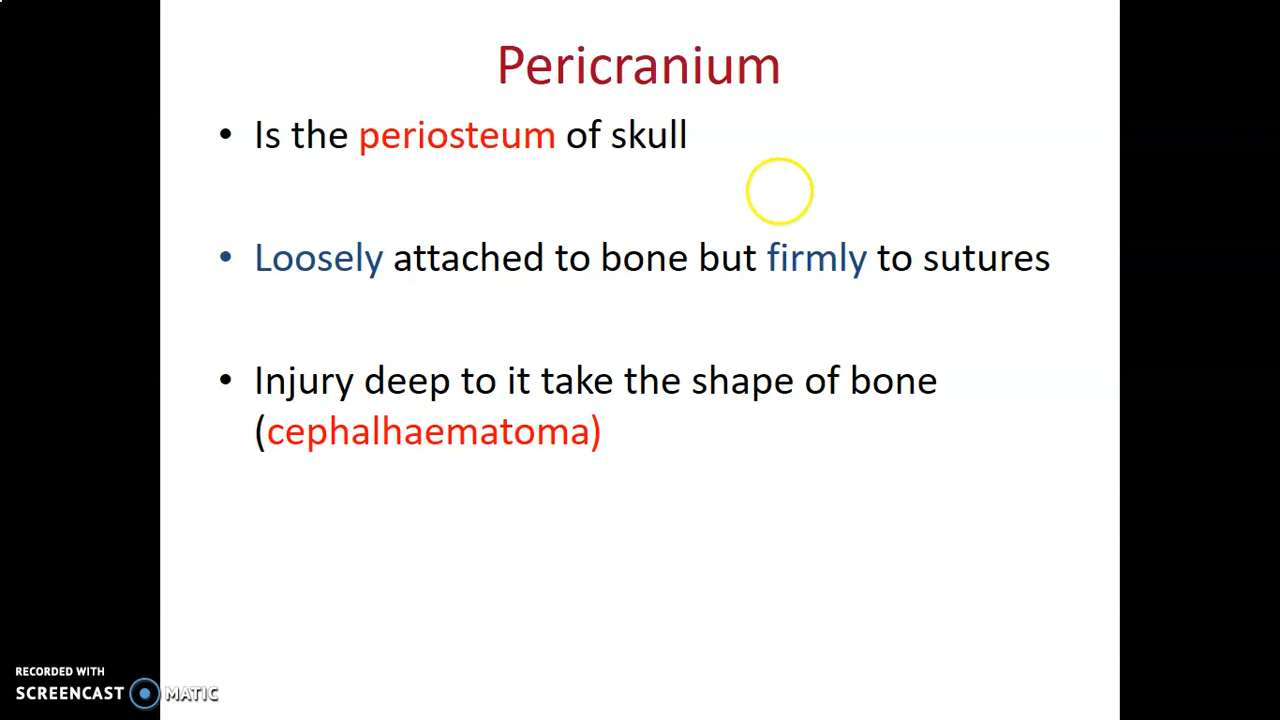 Pericranium
• Is the periosteum of skull
• Loosely attached to bone but firmly to sutures
• Injury deep to it take the shape of bone
(cephalhaematoma)
RECORDED WITH
SCREENCAST MATIC